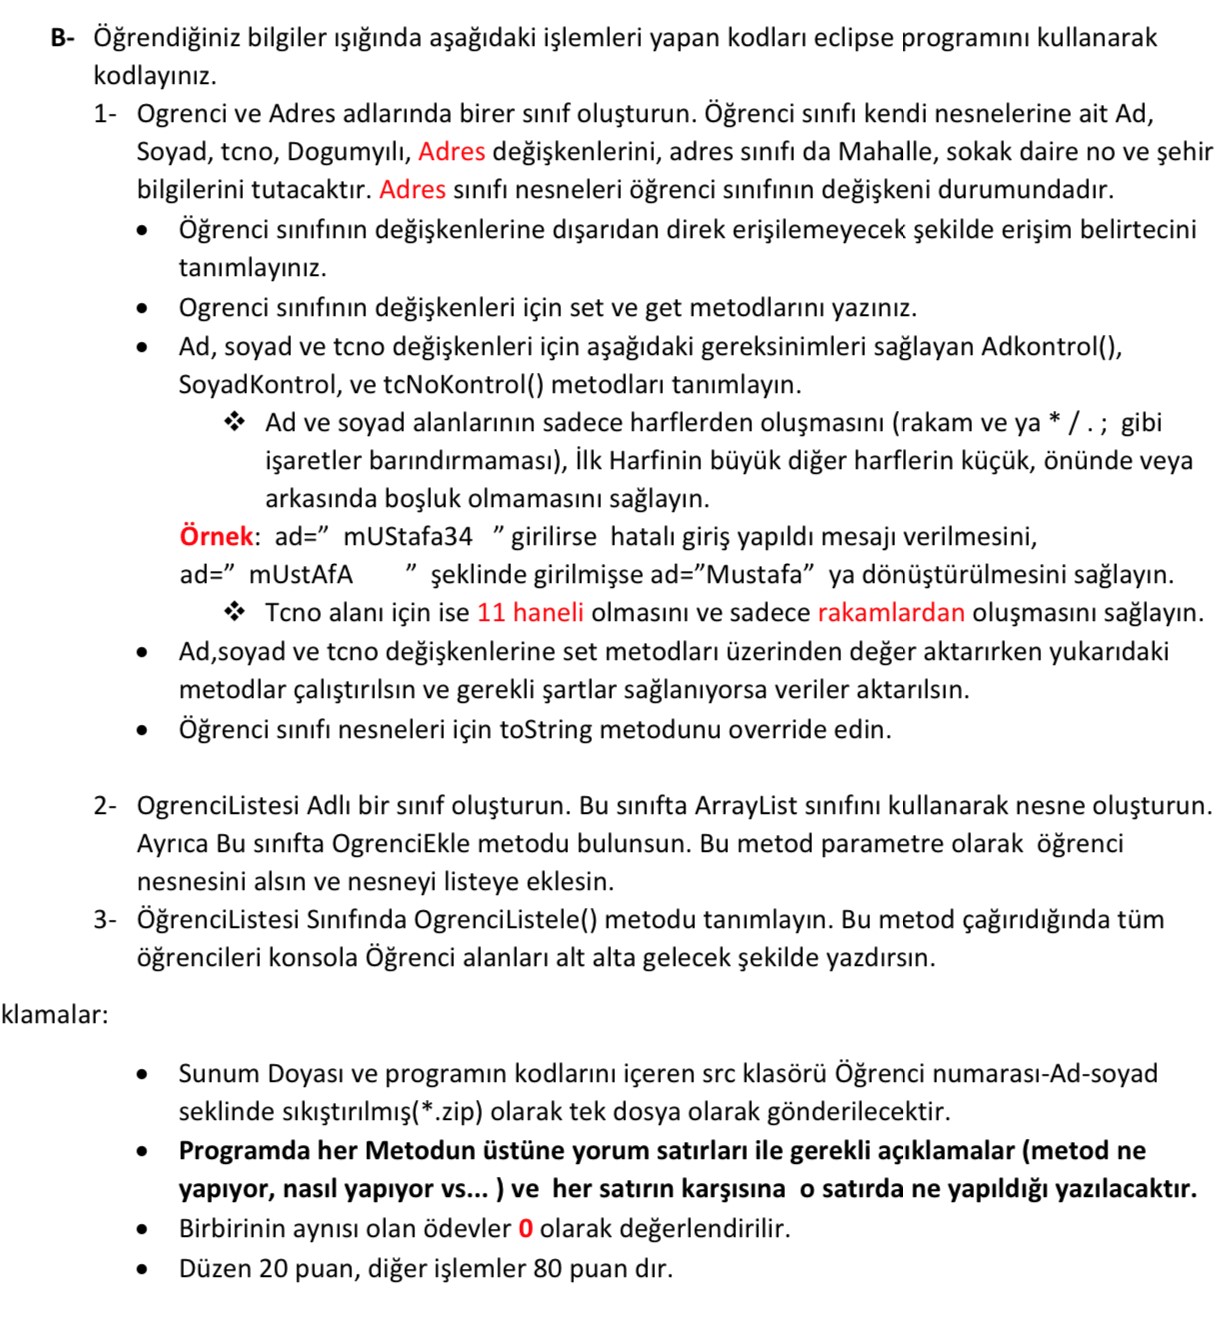 B- Öğrendiğiniz bilgiler ışığında aşağıdaki işlemleri yapan kodları eclipse programını kullanarak
kodlayınız.
1- Ogrenci ve Adres adlarında birer sınıf oluşturun. Öğrenci sınıfı kendi nesnelerine ait Ad,
Soyad, tcno, Dogumyılı, Adres değişkenlerini, adres sınıfı da Mahalle, sokak daire no ve şehir
bilgilerini tutacaktır. Adres sınıfı nesneleri öğrenci sınıfının değişkeni durumundadır.
• Öğrenci sınıfının değişkenlerine dışarıdan direk erişilemeyecek şekilde erişim belirtecini
tanımlayınız.
• Ogrenci sınıfının değişkenleri için set ve get metodlarını yazınız.
• Ad, soyad ve tcno değişkenleri için aşağıdaki gereksinimleri sağlayan Adkontrol(),
SoyadKontrol, ve tcNoKontrol() metodları tanımlayın.
❖ Ad ve soyad alanlarının sadece harflerden oluşmasını (rakam ve ya * / . ; gibi
işaretler barındırmaması), İlk Harfinin büyük diğer harflerin küçük, önünde veya
arkasında boşluk olmamasını sağlayın.
Örnek: ad=” mUStafa34 ” girilirse hatalı giriş yapıldı mesajı verilmesini,
ad=” mUstAfA ” şeklinde girilmişse ad=”Mustafa” ya dönüştürülmesini sağlayın.
❖ Tcno alanı için ise 11 haneli olmasını ve sadece rakamlardan oluşmasını sağlayın.
• Ad,soyad ve tcno değişkenlerine set metodları üzerinden değer aktarırken yukarıdaki
metodlar çalıştırılsın ve gerekli şartlar sağlanıyorsa veriler aktarılsın.
• Öğrenci sınıfı nesneleri için toString metodunu override edin.
2- OgrenciListesi Adlı bir sınıf oluşturun. Bu sınıfta ArrayList sınıfını kullanarak nesne oluşturun.
Ayrıca Bu sınıfta OgrenciEkle metodu bulunsun. Bu metod parametre olarak öğrenci
nesnesini alsın ve nesneyi listeye eklesin.
3- ÖğrenciListesi Sınıfında OgrenciListele() metodu tanımlayın. Bu metod çağırıdığında tüm
öğrencileri konsola Öğrenci alanları alt alta gelecek şekilde yazdırsın.
klamalar:
• Sunum Doyası ve programın kodlarını içeren src klasörü Öğrenci numarası-Ad-soyad
seklinde sıkıştırılmış(*.zip) olarak tek dosya olarak gönderilecektir.
• Programda her Metodun üstüne yorum satırları ile gerekli açıklamalar (metod ne
yapıyor, nasıl yapıyor vs... ) ve her satırın karşısına o satırda ne yapıldığı yazılacaktır.
• Birbirinin aynısı olan ödevler 0 olarak değerlendirilir.
• Düzen 20 puan, diğer işlemler 80 puan dır.